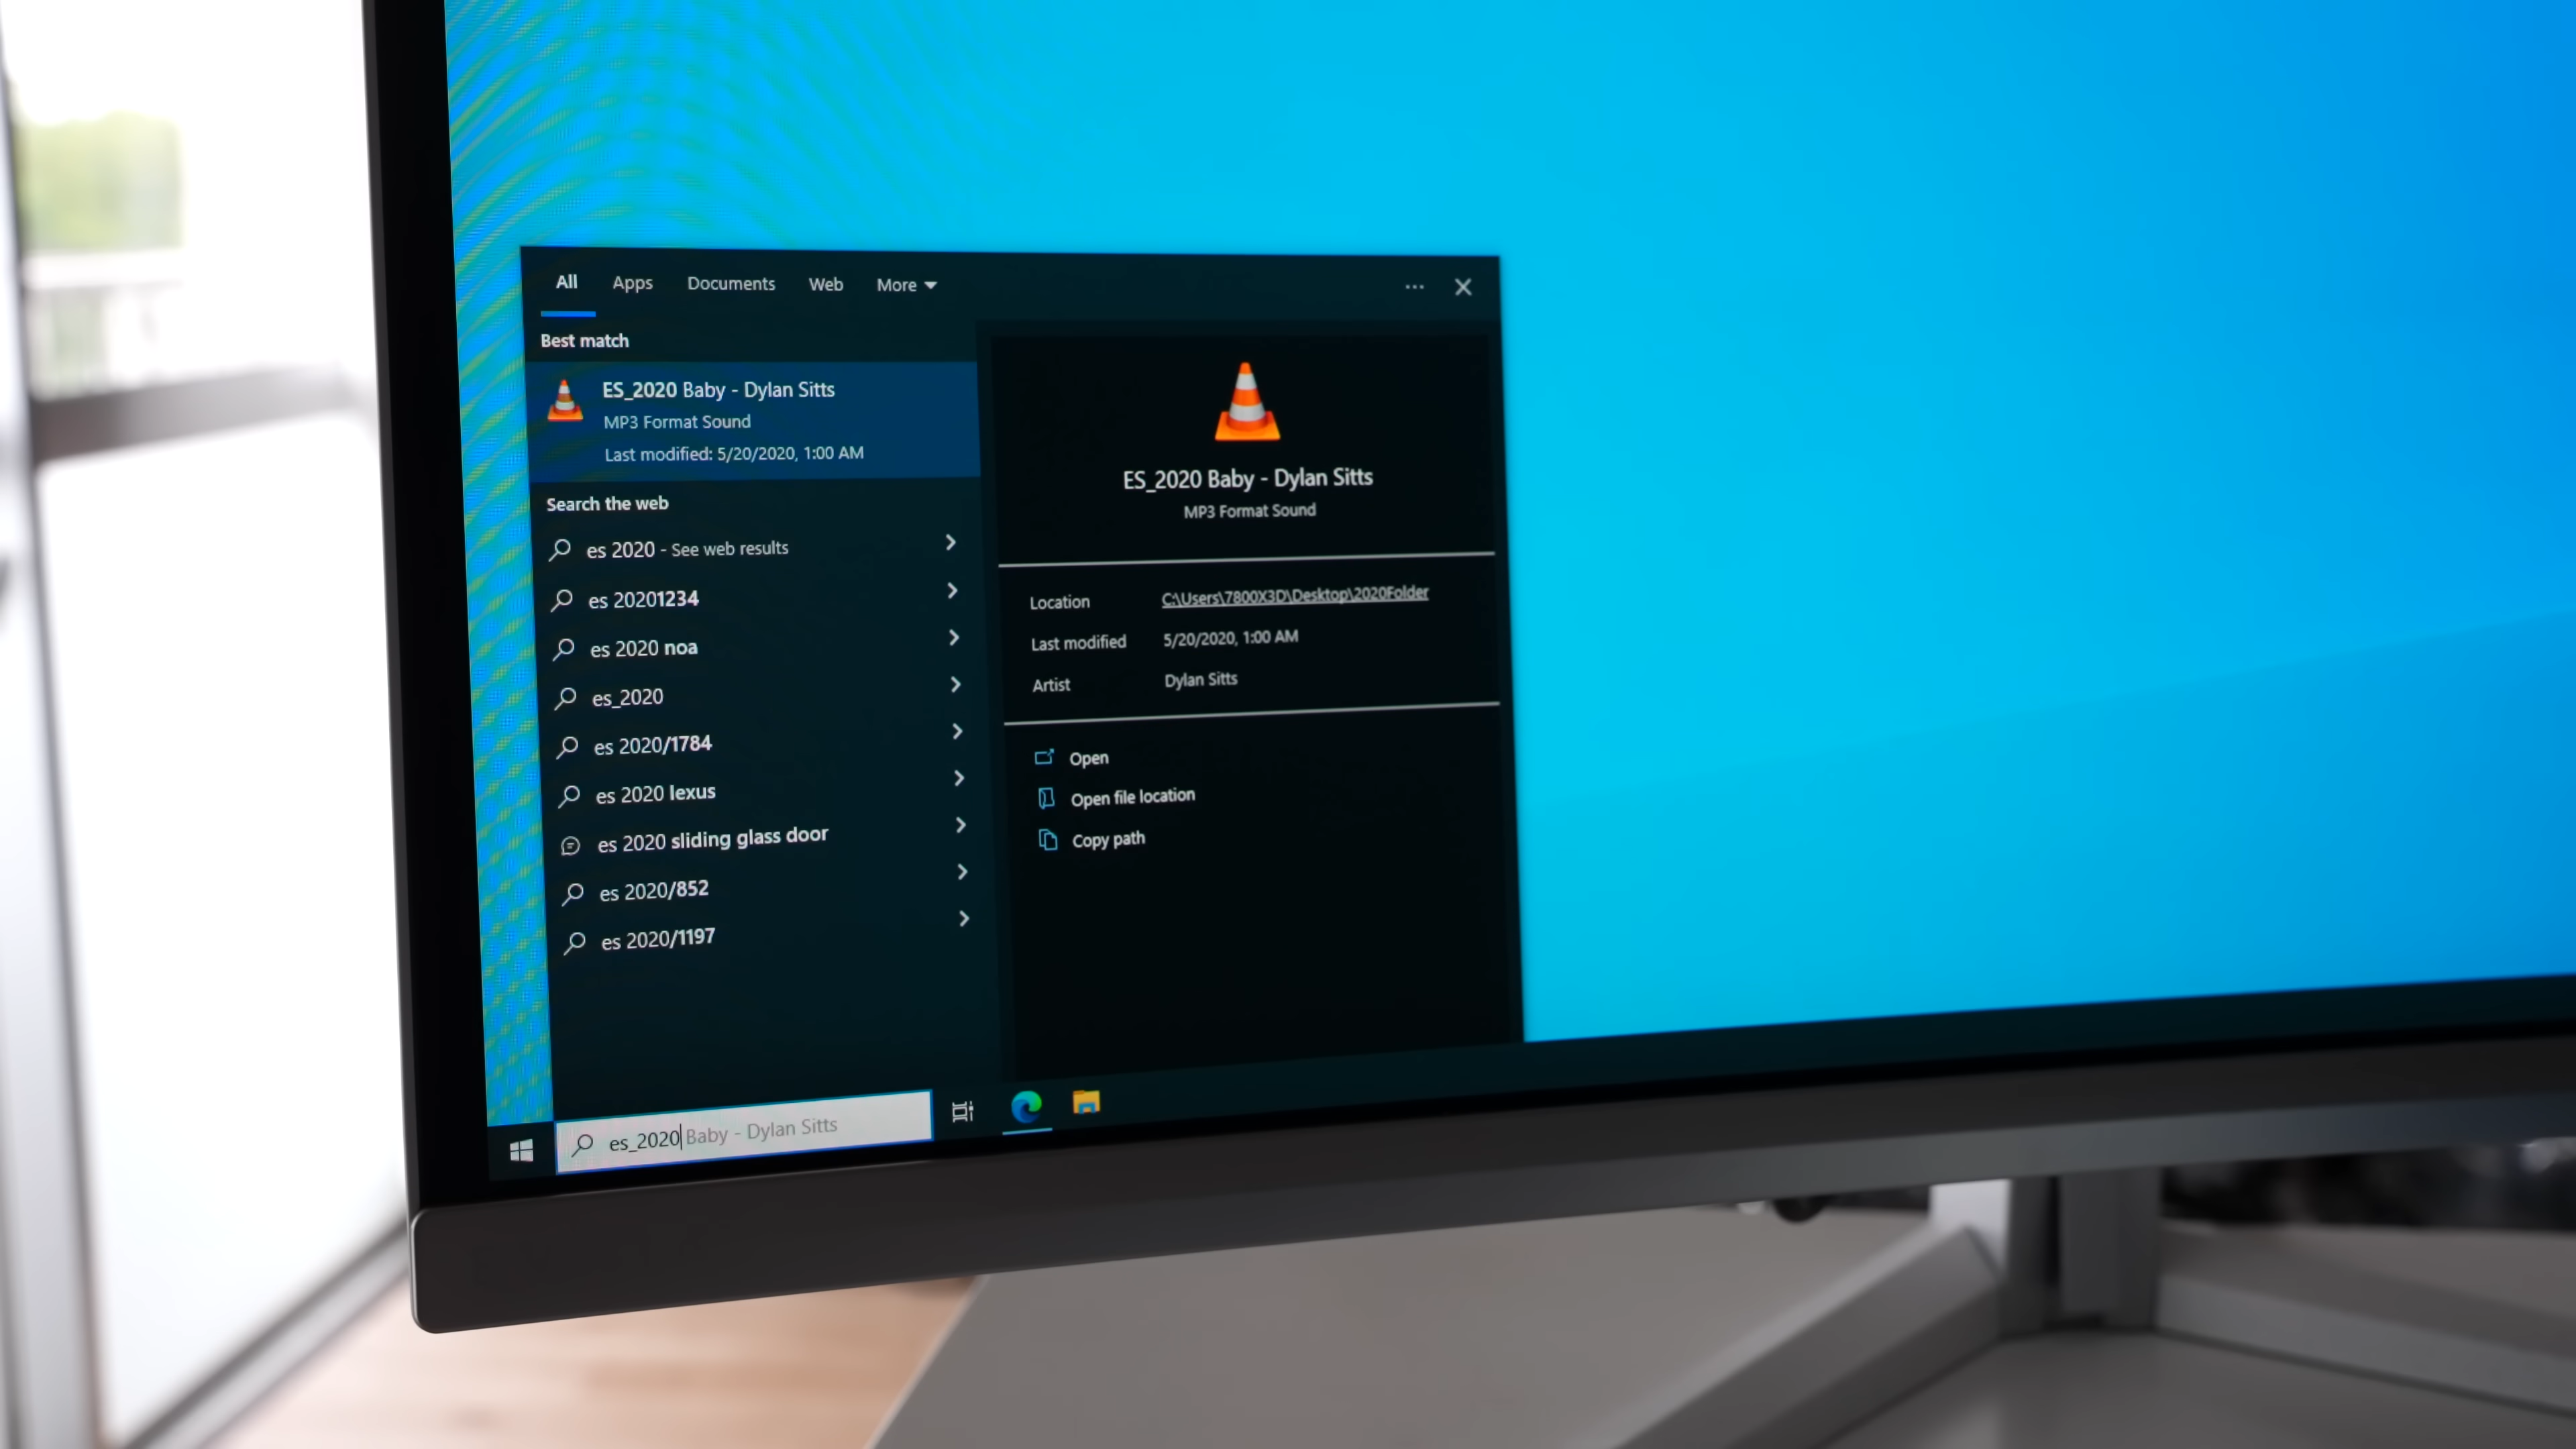 All Apps Documents Web More
Best match
ES_2020 Baby - Dylan Sitts
MP3 Format Sound
Last modified: 5/20/2020, 1:00 AM
Search the web
es 2020 - See web results
es 20201234
es 2020 noa
es_2020
es 2020/1784
es 2020 lexus
es 2020 sliding glass door
es 2020/852
es 2020/1197
ES_2020 Baby - Dylan Sitts
MP3 Format Sound
Location C:\Users\7800X3D\Desktop\2020Folder
Last modified 5/20/2020, 1:00 AM
Artist Dylan Sitts
Open
Open file location
Copy path
es_2020 Baby - Dylan Sitts